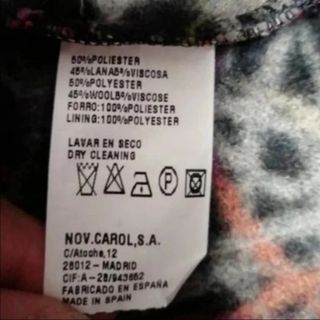 50%POLIESTER
45%LANA5%VISCOSA
50%POLYESTER
45%WOOL5%VISCOSE
FORRO:100%POLIESTER
LINING:100%POLYESTER
LAVAR EN SECO
DRY CLEANING
P
NOV.CAROL,S.A.
C/Atocha,12
28012-MADRID
CIF:A-28/943662
FABRICADO EN ESPAÑA
MADE IN SPAIN